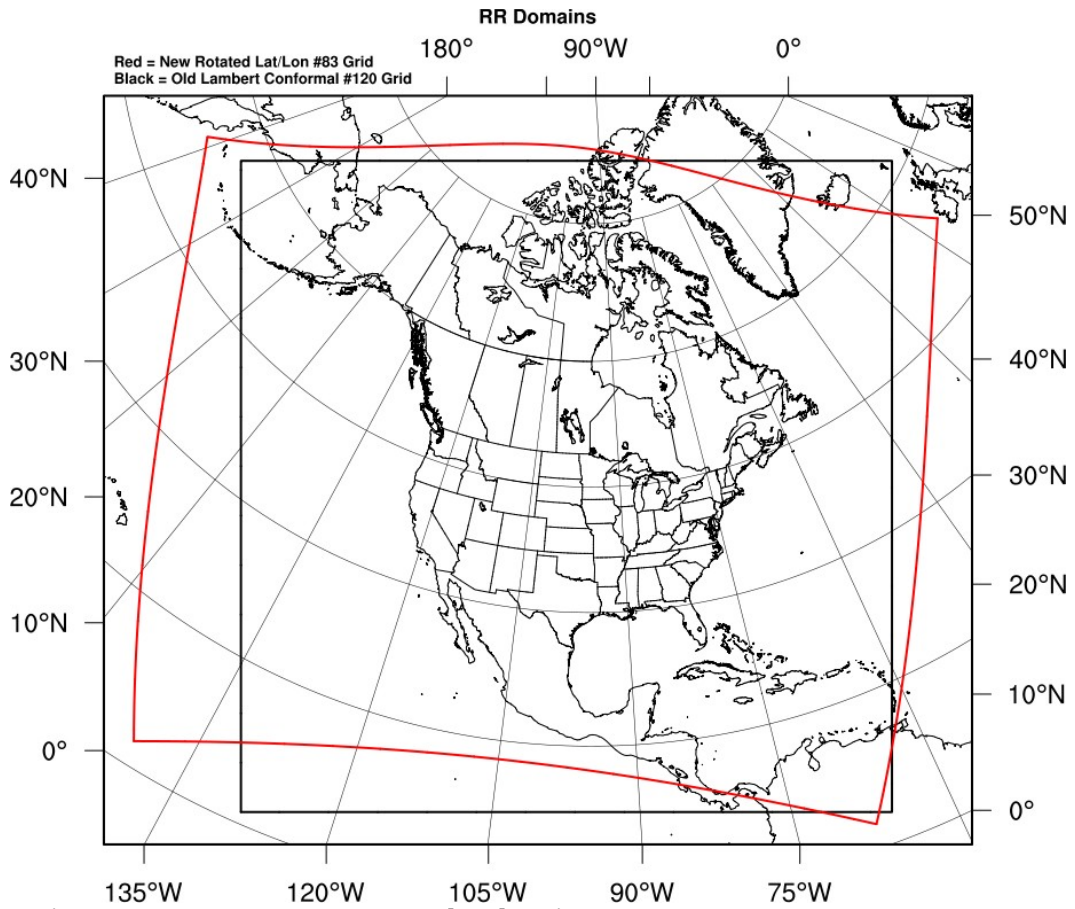 RR Domains
180° 90°W 0°
Red = New Rotated Lat/Lon #83 Grid
Black = Old Lambert Conformal #120 Grid
40°N
50°N
30°N
40°N
20°N
30°N
10°N
20°N
0°
10°N
0°
135°W 120°W 105°W 90°W 75°W